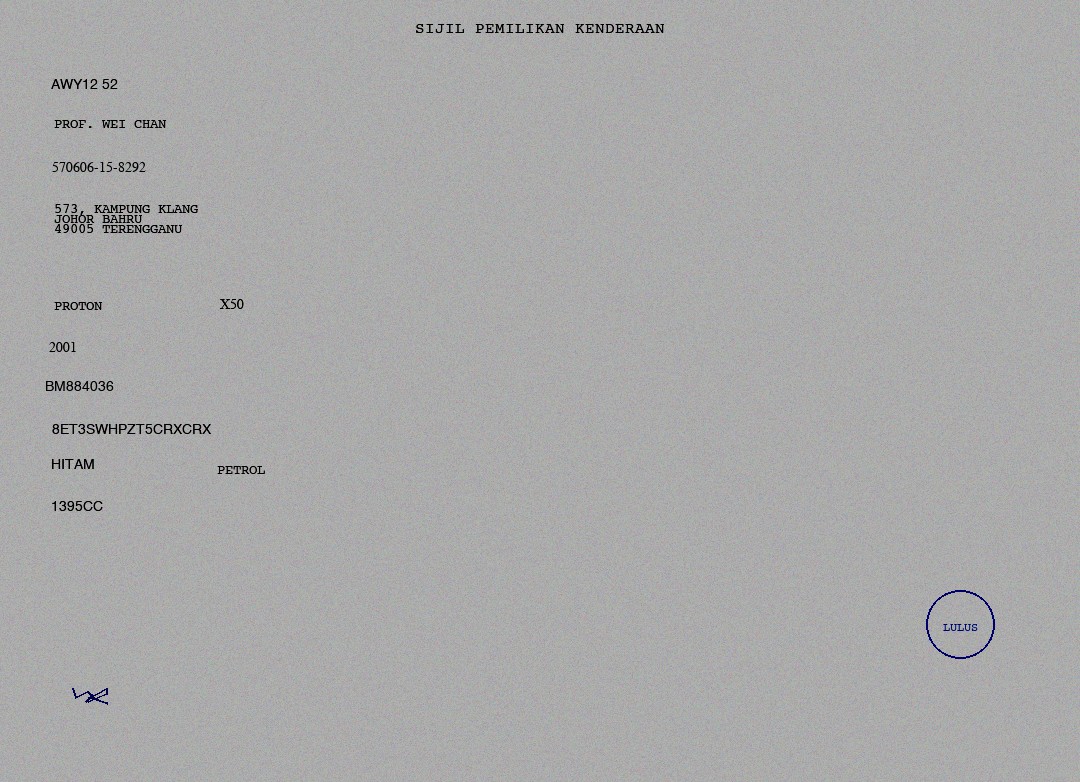 SIJIL PEMILIKAN KENDERAAN
AWY12 52
PROF. WEI CHAN
570606-15-8292
573, KAMPUNG KLANG
JOHOR BAHRU
49005 TERENGGANU
PROTON X50
2001
BM884036
8ET3SWHPZT5CRXCRX
HITAM PETROL
1395CC
LULUS